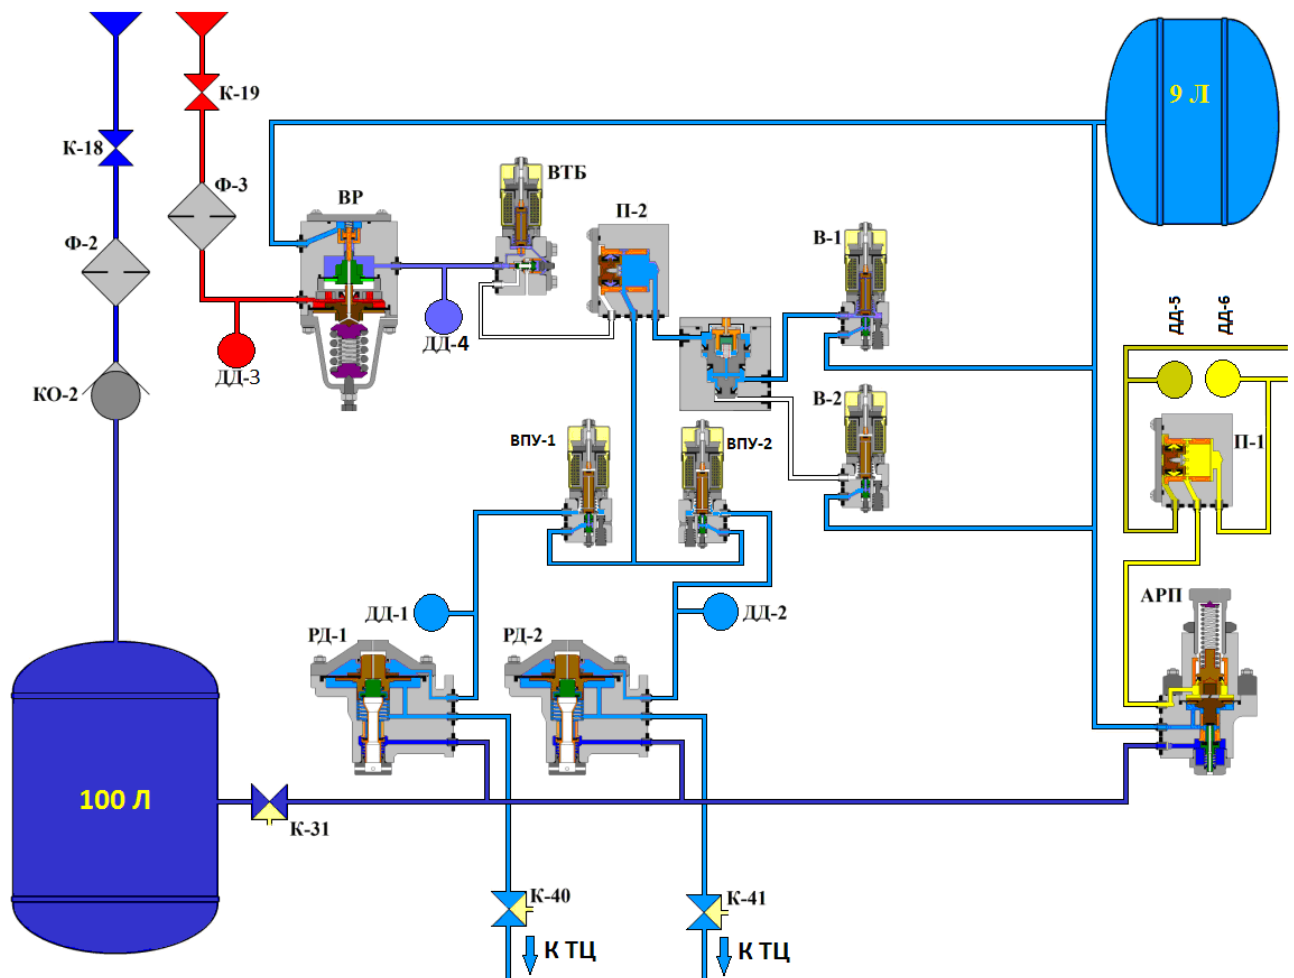 К-19
9 Л
К-18
ВТБ
Ф-3
ВР
П-2
В-1
Ф-2
ДД-5
ДД-6
ДД-4
ДД-3
КО-2
В-2
ВПУ-1
ВПУ-2
П-1
АРП
ДД-1
ДД-2
РД-1
РД-2
100 Л
К-31
К-40
К-41
К ТЦ
К ТЦ